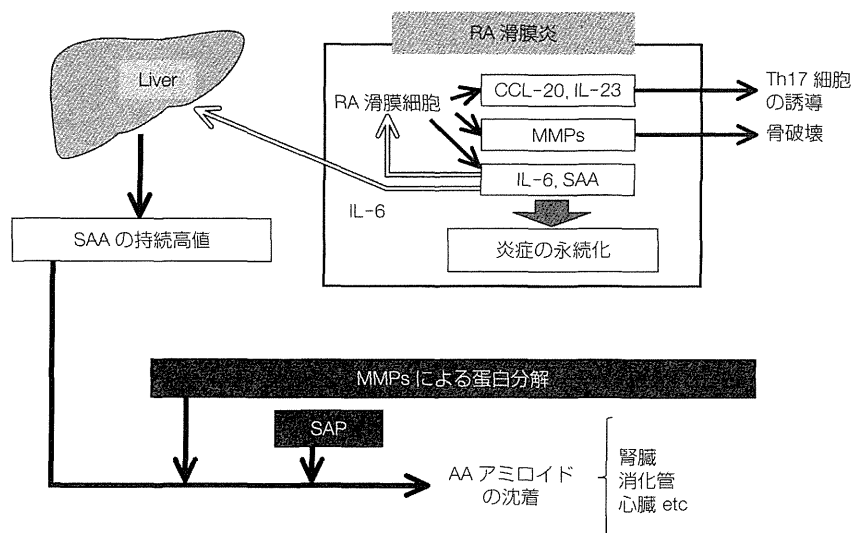 RA 滑膜炎
Liver
RA 滑膜細胞
CCL-20, IL-23
Th17 細胞
の誘導
MMPs
骨破壊
IL-6, SAA
IL-6
SAA の持続高値
炎症の永続化
MMPs による蛋白分解
SAP
AA アミロイド
の沈着
腎臓
消化管
心臓 etc